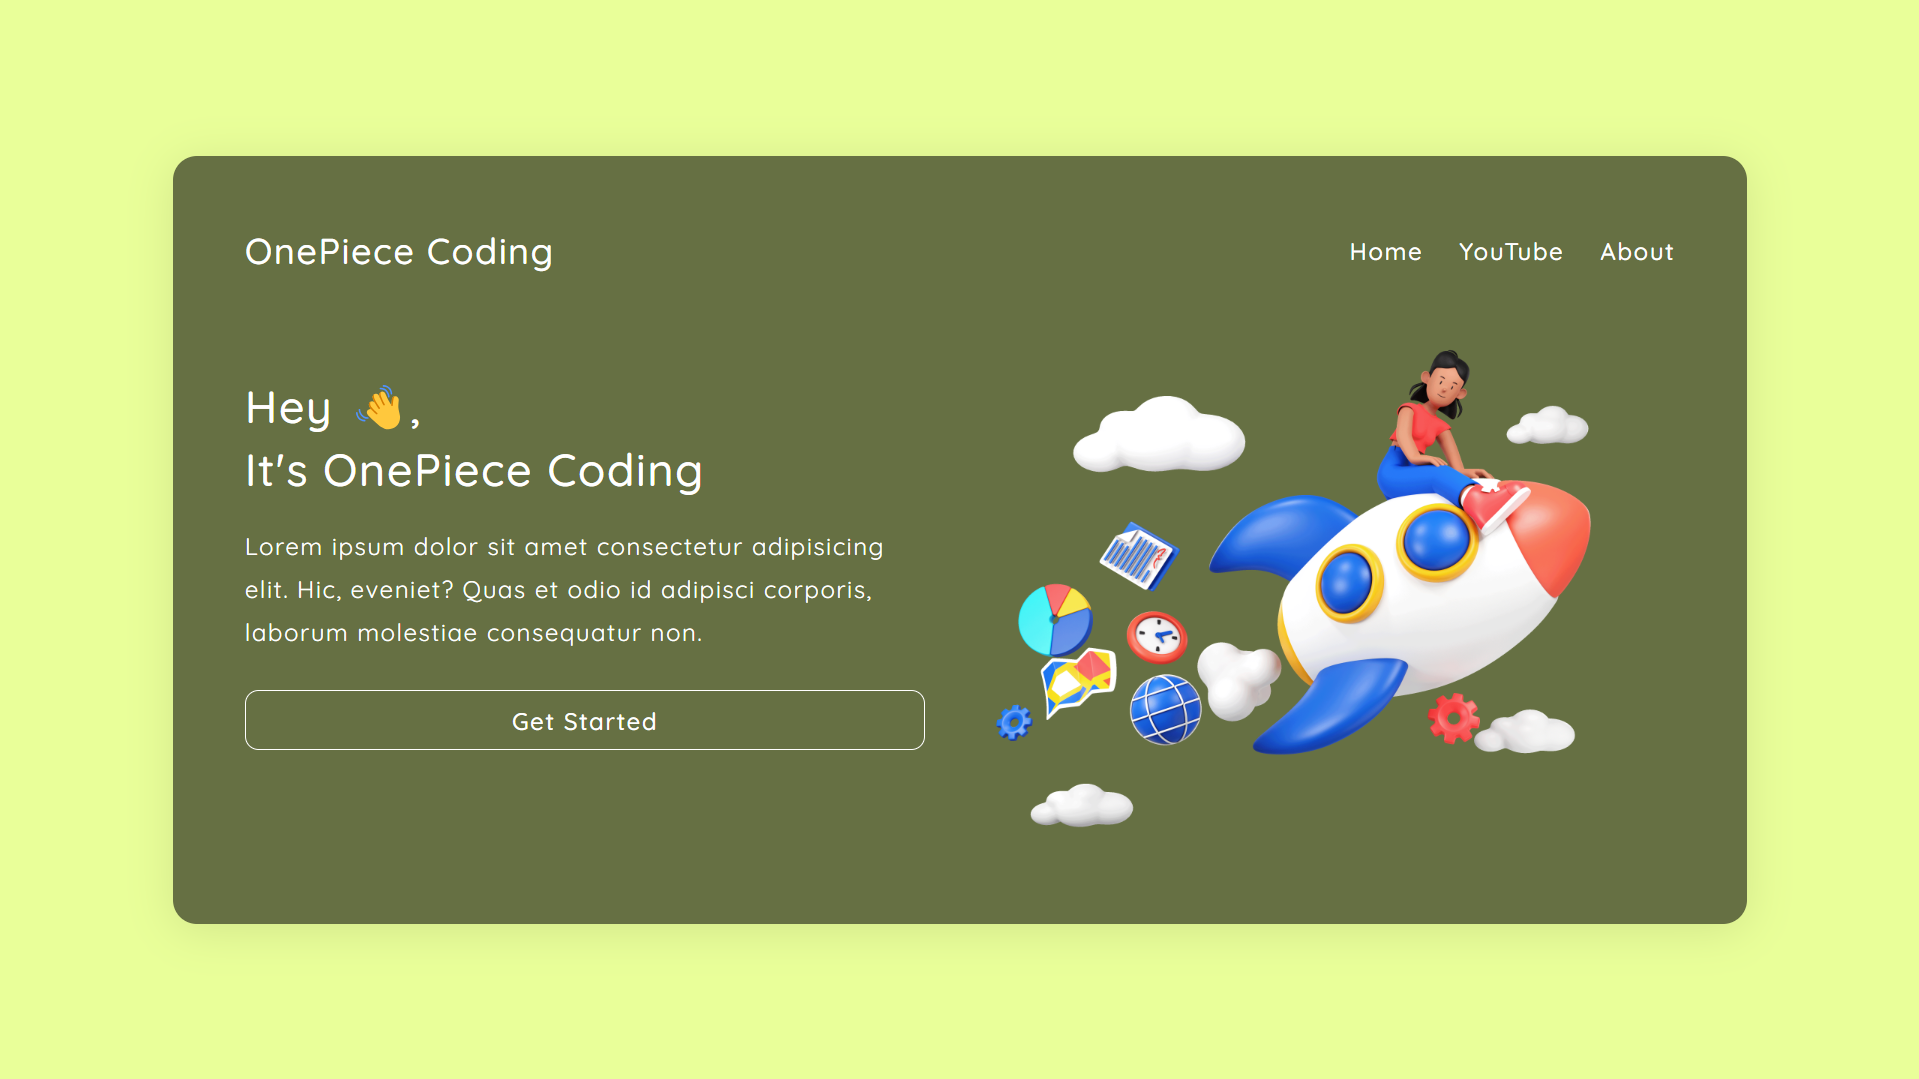 OnePiece Coding
Home YouTube About
Hey 👋,
It's OnePiece Coding
Lorem ipsum dolor sit amet consectetur adipisicing
elit. Hic, eveniet? Quas et odio id adipisci corporis,
laborum molestiae consequatur non.
Get Started